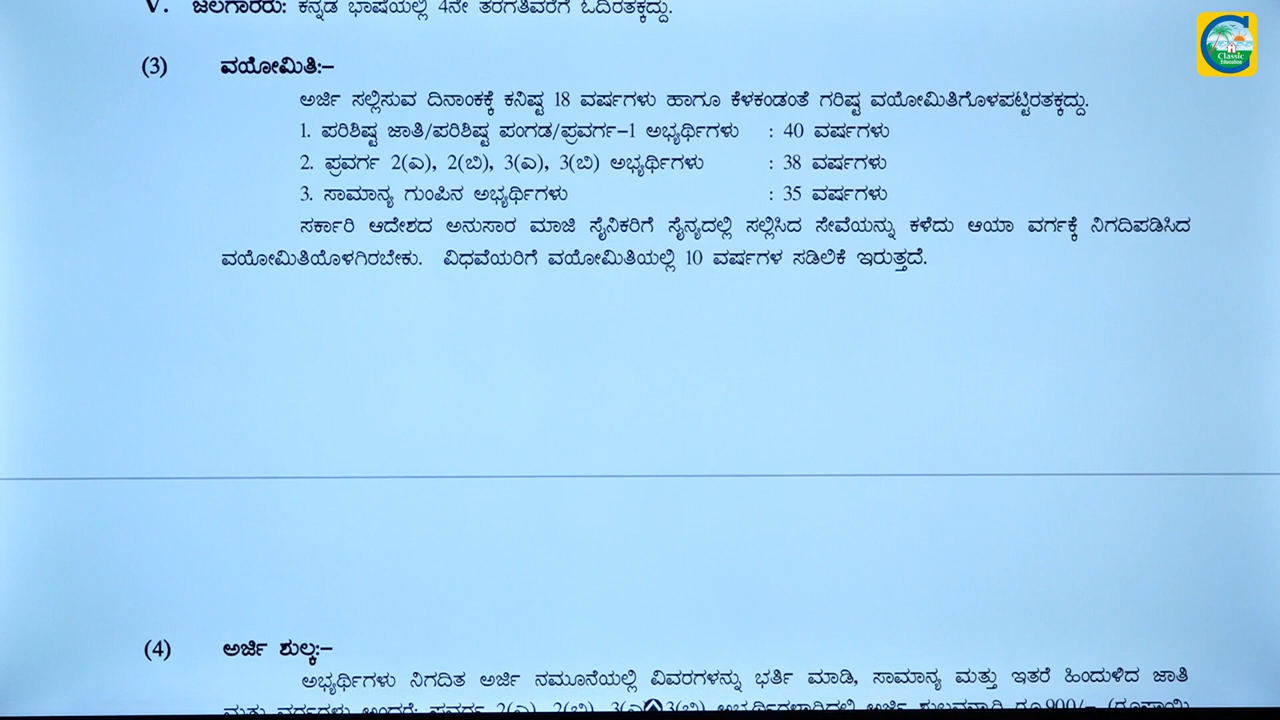 V. ಜಲಗಾರರು: ಕನ್ನಡ ಭಾಷೆಯಲ್ಲಿ 4ನೇ ತರಗತಿವರೆಗೆ ಓದಿರತಕ್ಕದ್ದು.
Classic
Education
(3) ವಯೋಮಿತಿ:–
ಅರ್ಜಿ ಸಲ್ಲಿಸುವ ದಿನಾಂಕಕ್ಕೆ ಕನಿಷ್ಟ 18 ವರ್ಷಗಳು ಹಾಗೂ ಕೆಳಕಂಡಂತೆ ಗರಿಷ್ಟ ವಯೋಮಿತಿಗೊಳಪಟ್ಟಿರತಕ್ಕದ್ದು.
1. ಪರಿಶಿಷ್ಟ ಜಾತಿ/ಪರಿಶಿಷ್ಟ ಪಂಗಡ/ಪ್ರವರ್ಗ–1 ಅಭ್ಯರ್ಥಿಗಳು : 40 ವರ್ಷಗಳು
2. ಪ್ರವರ್ಗ 2(ಎ), 2(ಬಿ), 3(ಎ), 3(ಬಿ) ಅಭ್ಯರ್ಥಿಗಳು : 38 ವರ್ಷಗಳು
3. ಸಾಮಾನ್ಯ ಗುಂಪಿನ ಅಭ್ಯರ್ಥಿಗಳು : 35 ವರ್ಷಗಳು
ಸರ್ಕಾರಿ ಆದೇಶದ ಅನುಸಾರ ಮಾಜಿ ಸೈನಿಕರಿಗೆ ಸೈನ್ಯದಲ್ಲಿ ಸಲ್ಲಿಸಿದ ಸೇವೆಯನ್ನು ಕಳೆದು ಆಯಾ ವರ್ಗಕ್ಕೆ ನಿಗದಿಪಡಿಸಿದ
ವಯೋಮಿತಿಯೊಳಗಿರಬೇಕು. ವಿಧವೆಯರಿಗೆ ವಯೋಮಿತಿಯಲ್ಲಿ 10 ವರ್ಷಗಳ ಸಡಿಲಿಕೆ ಇರುತ್ತದೆ.
(4) ಅರ್ಜಿ ಶುಲ್ಕ:–
ಅಭ್ಯರ್ಥಿಗಳು ನಿಗದಿತ ಅರ್ಜಿ ನಮೂನೆಯಲ್ಲಿ ವಿವರಗಳನ್ನು ಭರ್ತಿ ಮಾಡಿ, ಸಾಮಾನ್ಯ ಮತ್ತು ಇತರೆ ಹಿಂದುಳಿದ ಜಾತಿ
2(ಎ), 2(ಬಿ),